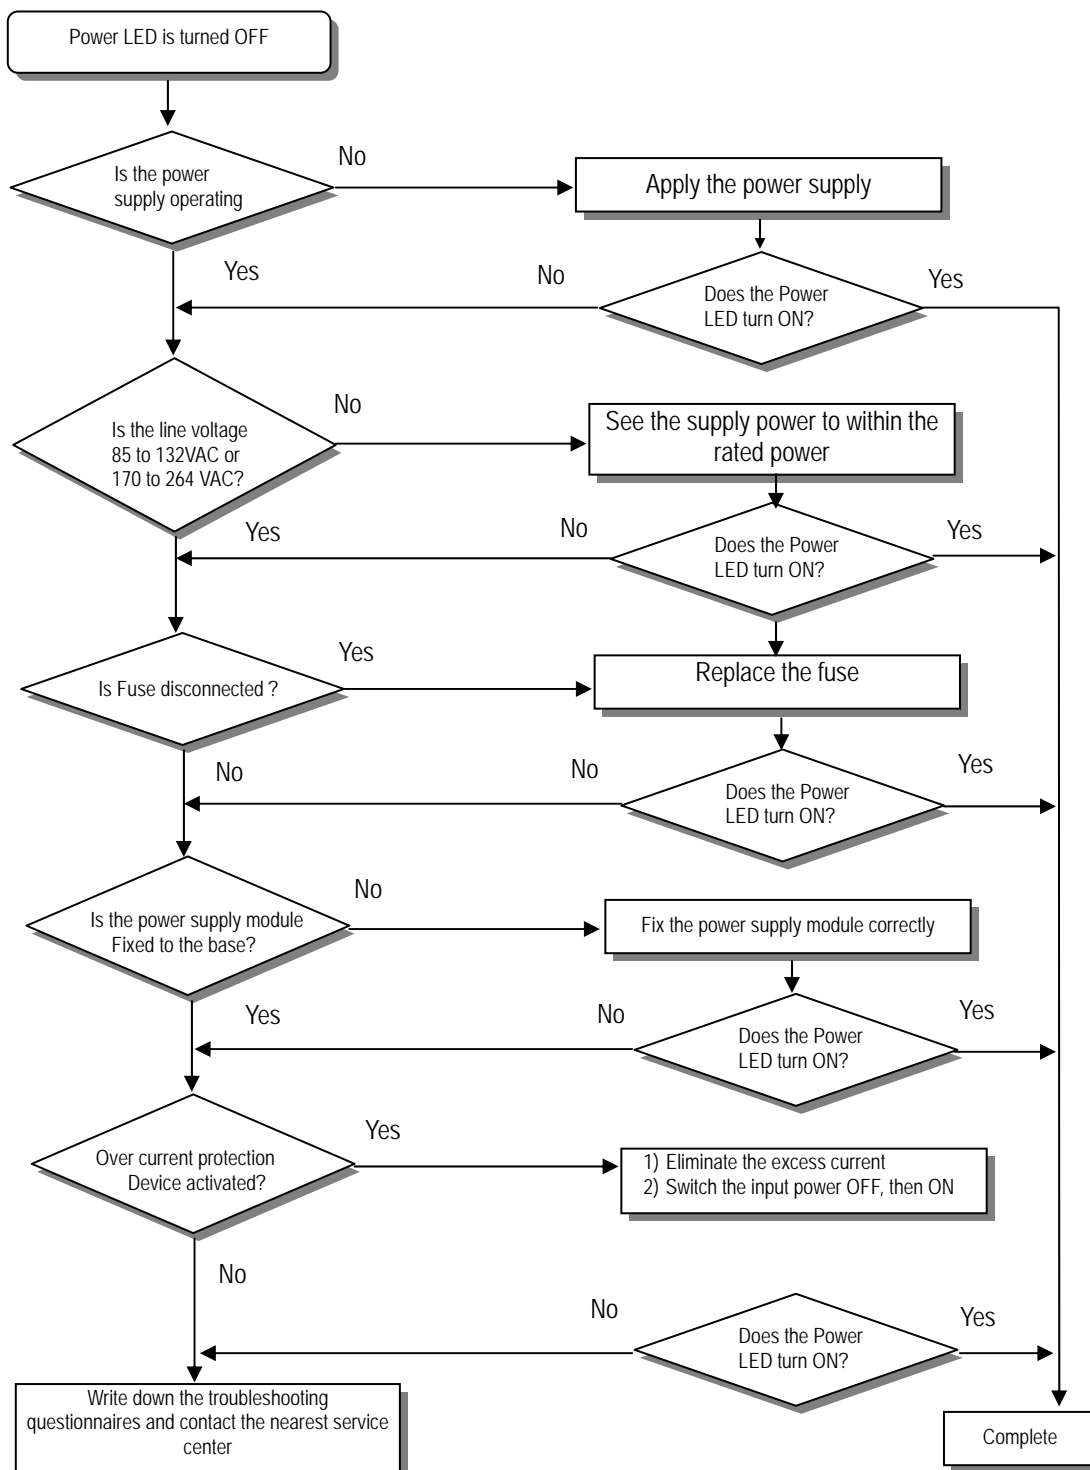 Power LED is turned OFF
Is the power
supply operating
No
Apply the power supply
Yes
No
Does the Power
LED turn ON?
Yes
Is the line voltage
85 to 132VAC or
170 to 264 VAC?
No
See the supply power to within the
rated power
Yes
No
Does the Power
LED turn ON?
Yes
Is Fuse disconnected ?
Yes
Replace the fuse
No
No
Does the Power
LED turn ON?
Yes
Is the power supply module
Fixed to the base?
No
Fix the power supply module correctly
Yes
No
Does the Power
LED turn ON?
Yes
Over current protection
Device activated?
Yes
1) Eliminate the excess current
2) Switch the input power OFF, then ON
No
No
Does the Power
LED turn ON?
Yes
Write down the troubleshooting
questionnaires and contact the nearest service
center
Complete